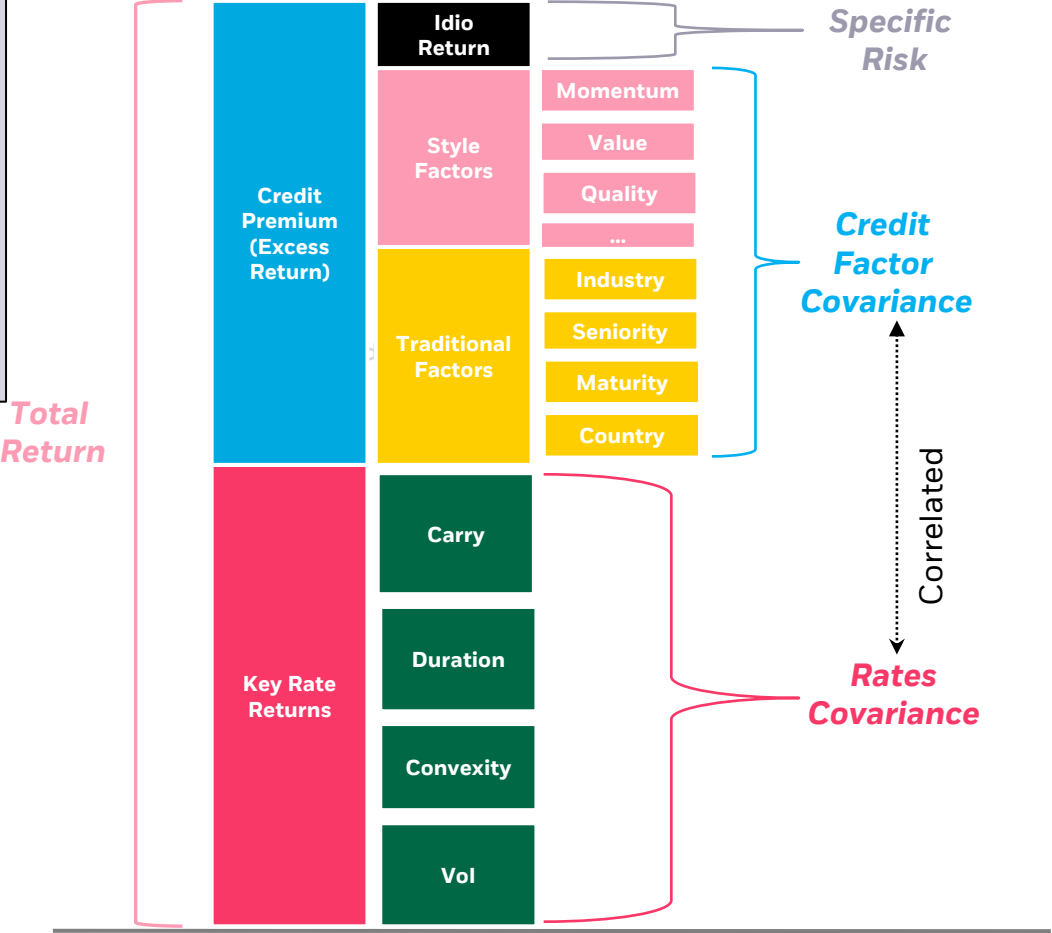 Idio
Return
Specific
Risk
Momentum
Style
Factors
Value
Quality
...
Credit
Premium
(Excess
Return)
Credit
Factor
Covariance
Industry
Traditional
Factors
Seniority
Maturity
Country
Total
Return
Carry
Correlated
Duration
Key Rate
Returns
Rates
Covariance
Convexity
Vol